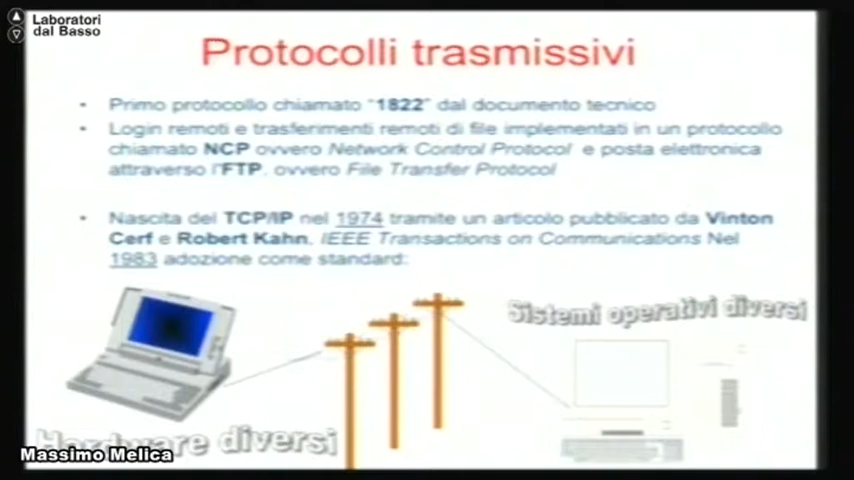 Laboratori
dal Basso
Protocolli trasmissivi
• Primo protocollo chiamato "1822" dal documento tecnico
• Login remoti e trasferimenti remoti di file implementati in un protocollo
chiamato NCP ovvero Network Control Protocol e posta elettronica
attraverso l'FTP, ovvero File Transfer Protocol
• Nascita del TCP/IP nel 1974 tramite un articolo pubblicato da Vinton
Cerf e Robert Kahn, IEEE Transactions on Communications Nel
1983 adozione come standard:
Sistemi operativi diversi
Hardware diversi
Massimo Melica